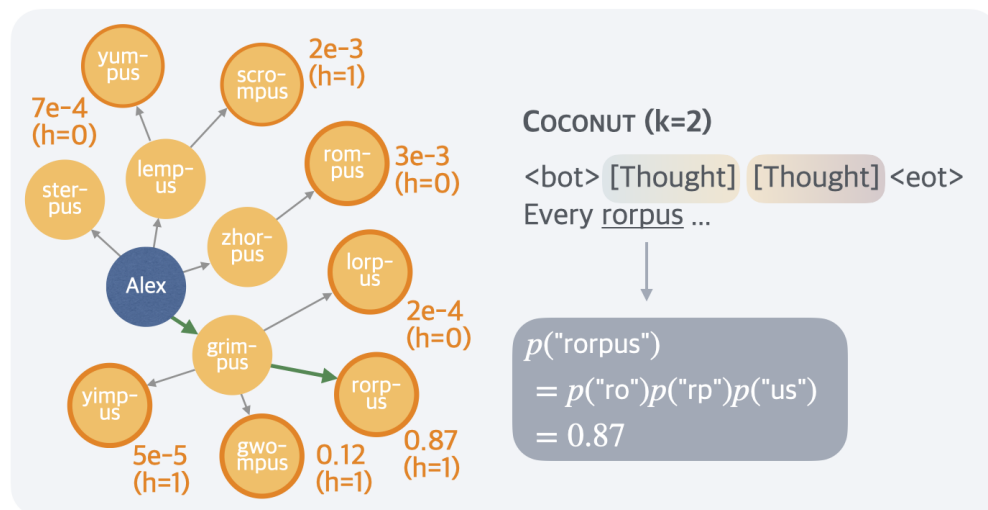 yum-
pus
7e-4
(h=0)
scro-
mpus
2e-3
(h=1)
ster-
pus
lemp-
us
rom-
pus
3e-3
(h=0)
zhor-
pus
Alex
lorp-
us
2e-4
(h=0)
grim-
pus
yimp-
us
5e-5
(h=1)
gwo-
mpus
0.12
(h=1)
rorp-
us
0.87
(h=1)
COCONUT (k=2)
<bot> [Thought] [Thought] <eot>
Every rorpus ...
p("rorpus")
= p("ro")p("rp")p("us")
= 0.87